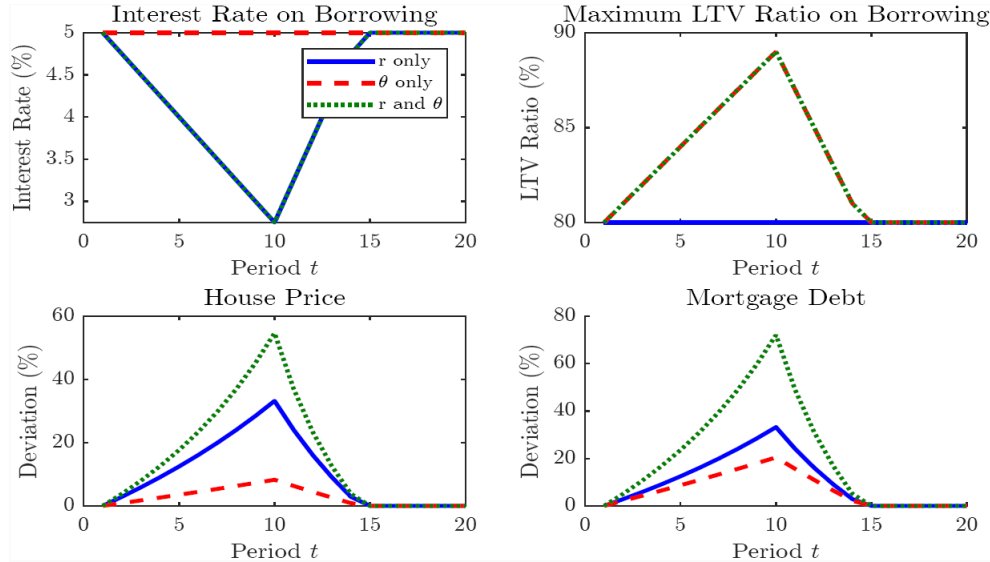 Interest Rate on Borrowing
Interest Rate (%)
5
4.5
4
3.5
3
0
5
10
15
20
Period t
r only
θ only
r and θ
Maximum LTV Ratio on Borrowing
LTV Ratio (%)
90
85
80
0
5
10
15
20
Period t
House Price
Deviation (%)
60
40
20
0
0
5
10
15
20
Period t
Mortgage Debt
Deviation (%)
80
60
40
20
0
0
5
10
15
20
Period t